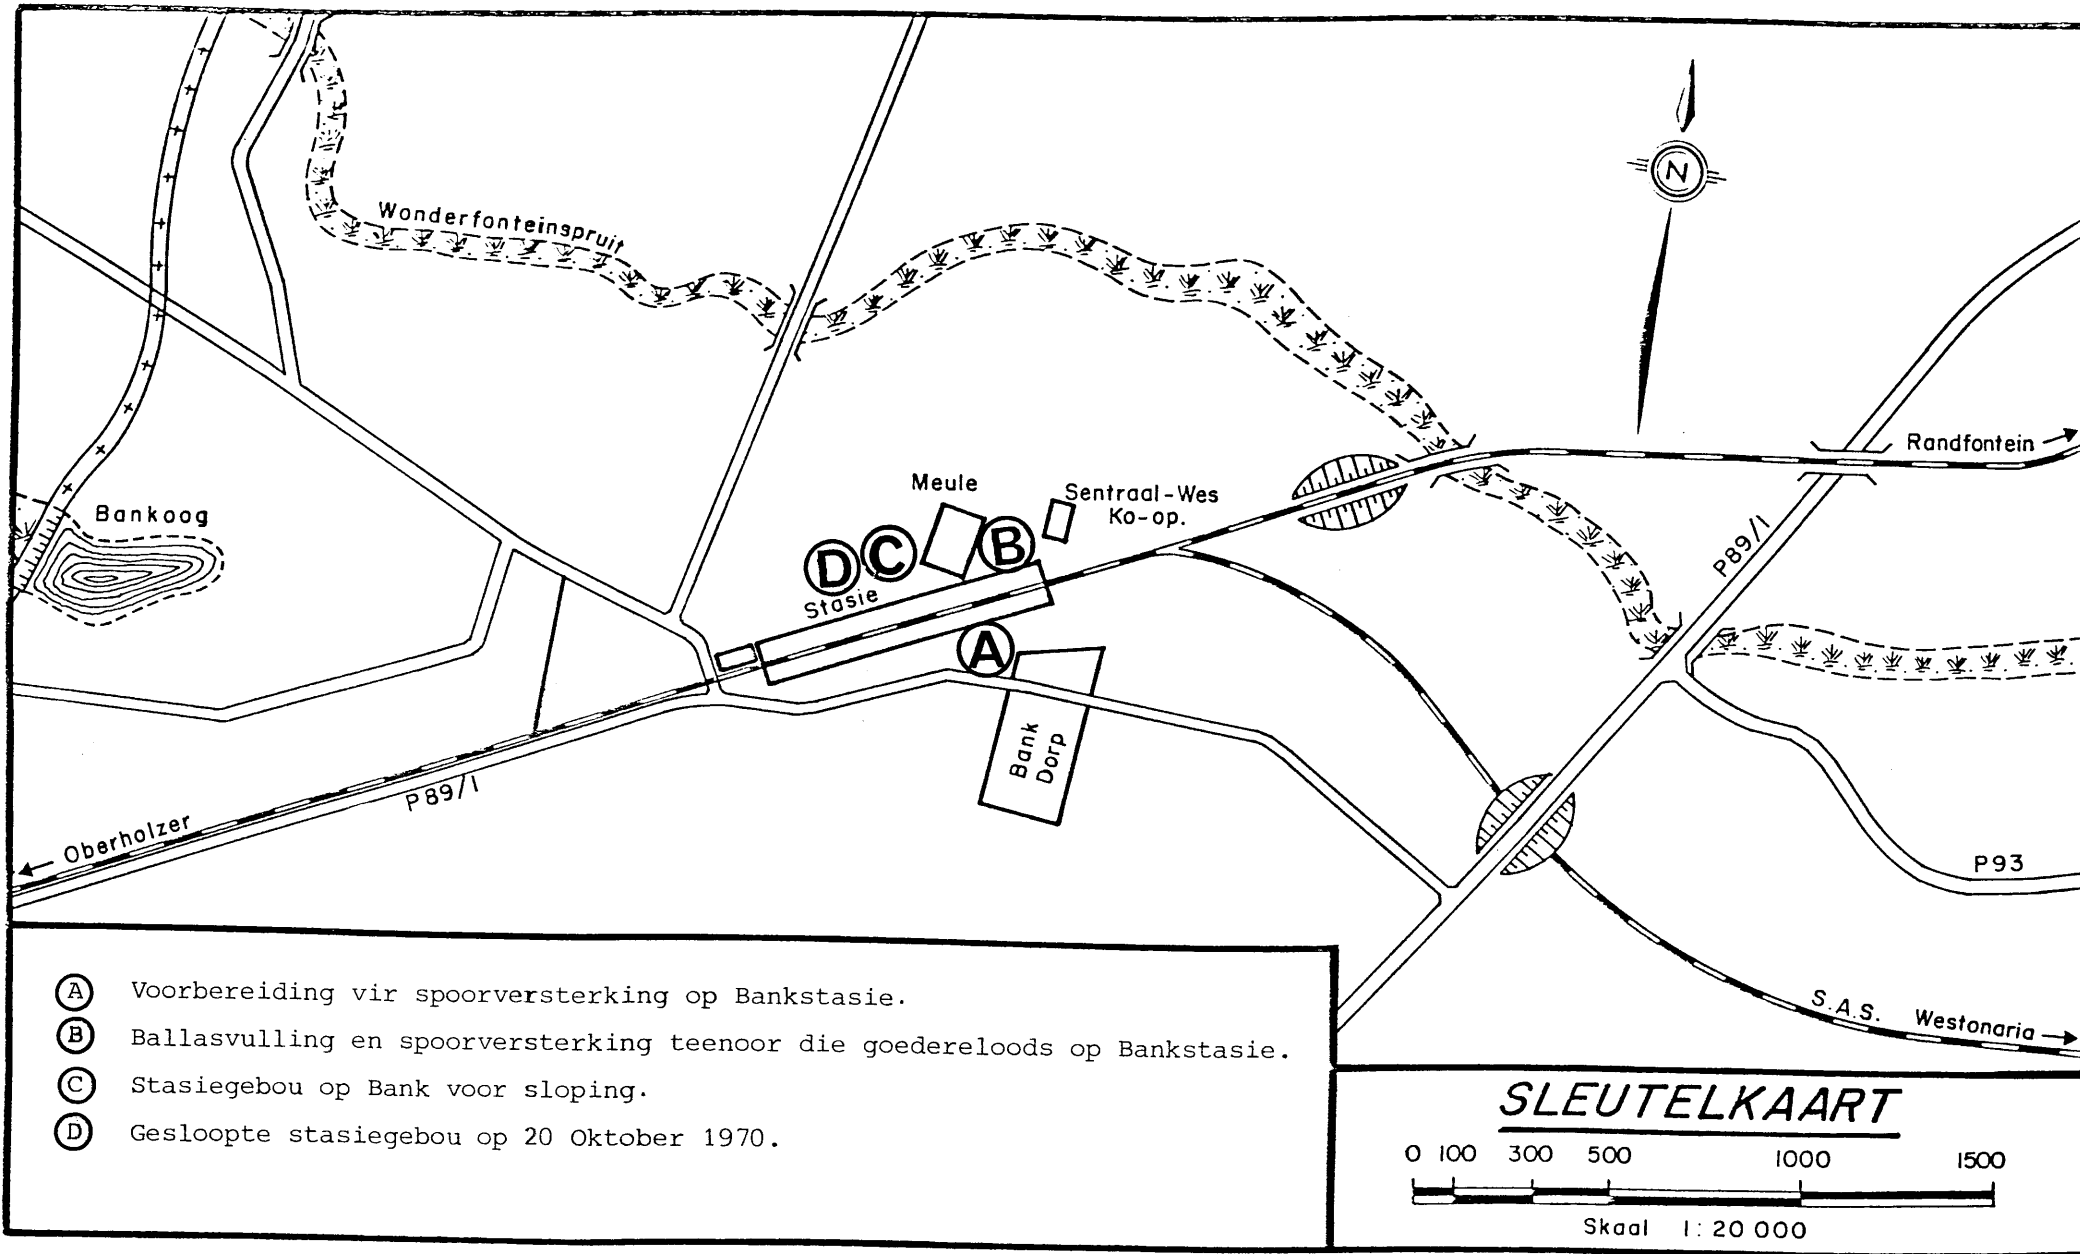 Wonderfonteinspruit
N
Randfontein
Bankoog
Meule
Sentraal-Wes
Ko-op.
D
C
B
Stasie
P89/1
A
Bank
Dorp
P89/1
Oberholzer
P93
S.A.S.
Westonaria
A Voorbereiding vir spoorversterking op Bankstasie.
B Ballasvulling en spoorversterking teenoor die goedereloods op Bankstasie.
C Stasiegebou op Bank voor sloping.
D Gesloopte stasiegebou op 20 Oktober 1970.
SLEUTELKAART
0 100 300 500 1000 1500
Skaal 1:20 000